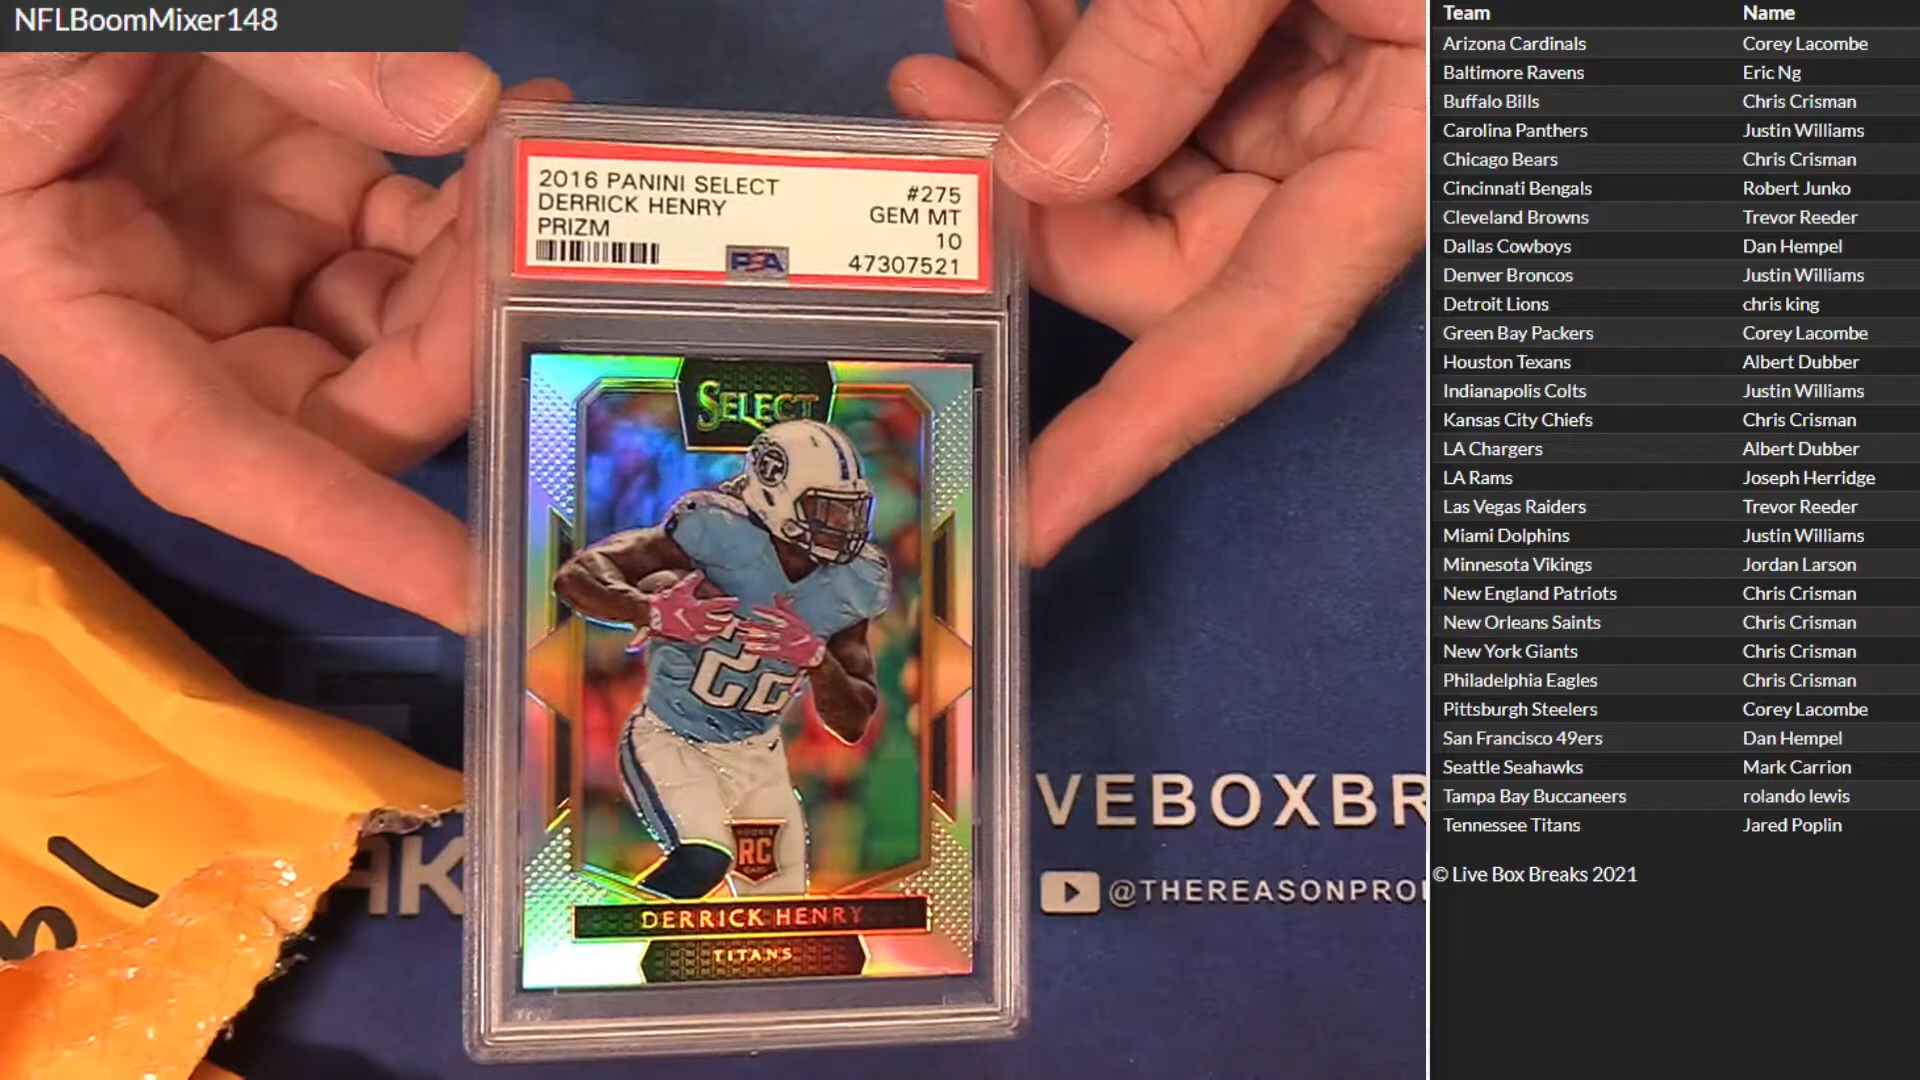 NFLBoomMixer148
2016 PANINI SELECT #275
DERRICK HENRY GEM MT
PRIZM 10
PSA 47307521
SELECT
22
ROOKIE
RC
CARD
DERRICK HENRY
TITANS
VEBOXBR
AK
@THEREASONPRO
Team Name
Arizona Cardinals Corey Lacombe
Baltimore Ravens Eric Ng
Buffalo Bills Chris Crisman
Carolina Panthers Justin Williams
Chicago Bears Chris Crisman
Cincinnati Bengals Robert Junko
Cleveland Browns Trevor Reeder
Dallas Cowboys Dan Hempel
Denver Broncos Justin Williams
Detroit Lions chris king
Green Bay Packers Corey Lacombe
Houston Texans Albert Dubber
Indianapolis Colts Justin Williams
Kansas City Chiefs Chris Crisman
LA Chargers Albert Dubber
LA Rams Joseph Herridge
Las Vegas Raiders Trevor Reeder
Miami Dolphins Justin Williams
Minnesota Vikings Jordan Larson
New England Patriots Chris Crisman
New Orleans Saints Chris Crisman
New York Giants Chris Crisman
Philadelphia Eagles Chris Crisman
Pittsburgh Steelers Corey Lacombe
San Francisco 49ers Dan Hempel
Seattle Seahawks Mark Carrion
Tampa Bay Buccaneers rolando lewis
Tennessee Titans Jared Poplin
© Live Box Breaks 2021